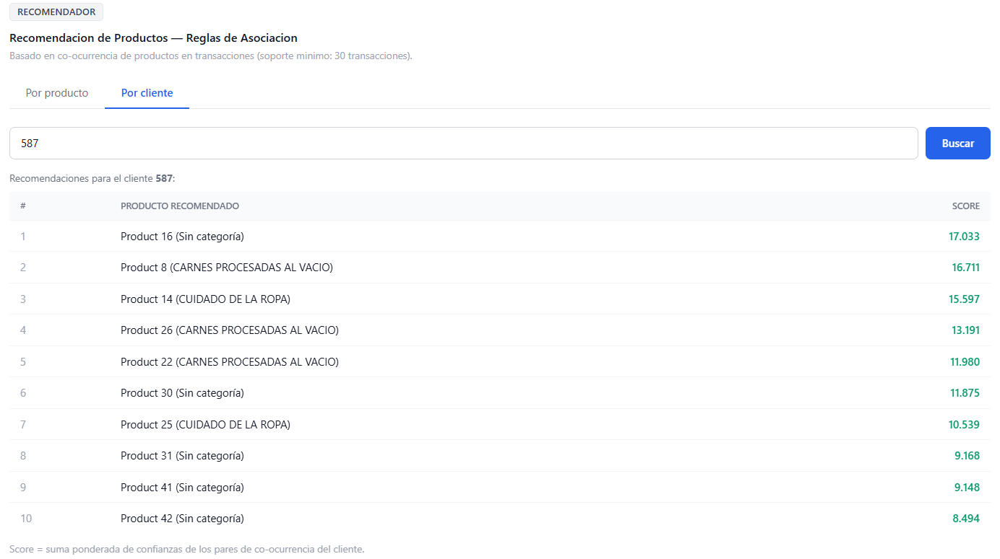 RECOMENDADOR
Recomendacion de Productos — Reglas de Asociacion
Basado en co-ocurrencia de productos en transacciones (soporte minimo: 30 transacciones).
Por producto Por cliente
587 Buscar
Recomendaciones para el cliente 587:
# PRODUCTO RECOMENDADO SCORE
1 Product 16 (Sin categoría) 17.033
2 Product 8 (CARNES PROCESADAS AL VACIO) 16.711
3 Product 14 (CUIDADO DE LA ROPA) 15.597
4 Product 26 (CARNES PROCESADAS AL VACIO) 13.191
5 Product 22 (CARNES PROCESADAS AL VACIO) 11.980
6 Product 30 (Sin categoría) 11.875
7 Product 25 (CUIDADO DE LA ROPA) 10.539
8 Product 31 (Sin categoría) 9.168
9 Product 41 (Sin categoría) 9.148
10 Product 42 (Sin categoría) 8.494
Score = suma ponderada de confianzas de los pares de co-ocurrencia del cliente.